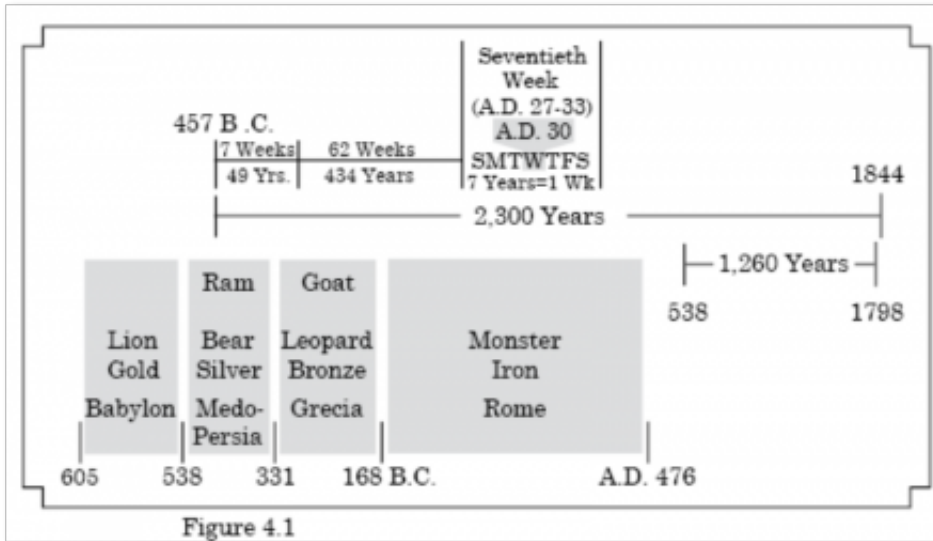 Seventieth
Week
(A.D. 27-33)
A.D. 30
SMTWTFS
7 Years=1 Wk
457 B .C.
7 Weeks 62 Weeks
49 Yrs. 434 Years
1844
2,300 Years
1,260 Years
538 1798
Ram Goat
Lion Bear Leopard Monster
Gold Silver Bronze Iron
Babylon Medo- Grecia Rome
Persia
605 538 331 168 B.C. A.D. 476
Figure 4.1